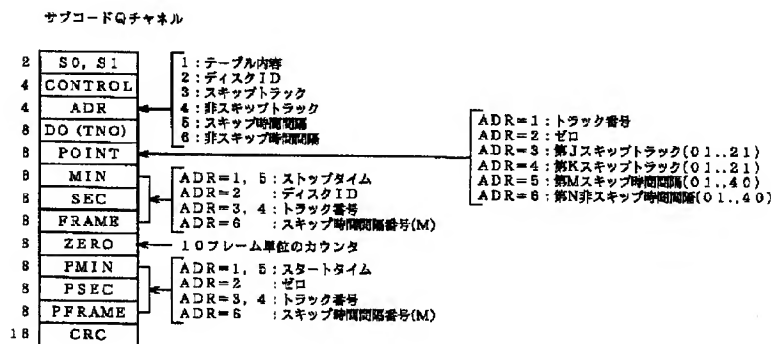 サブコードQチャネル
2 S0, S1
4 CONTROL
4 ADR
8 DO (TNO)
8 POINT
8 MIN
8 SEC
8 FRAME
8 ZERO
8 PMIN
8 PSEC
8 PFRAME
16 CRC
1：テーブル内容
2：ディスクID
3：スキップトラック
4：非スキップトラック
5：スキップ時間間隔
6：非スキップ時間間隔
ADR=1：トラック番号
ADR=2：ゼロ
ADR=3：第Jスキップトラック(01..21)
ADR=4：第Kスキップトラック(01..21)
ADR=5：第Mスキップ時間間隔(01..40)
ADR=6：第N非スキップ時間間隔(01..40)
ADR=1, 5：ストップタイム
ADR=2 ：ディスクID
ADR=3, 4：トラック番号
ADR=6 ：スキップ時間間隔番号(M)
10フレーム単位のカウンタ
ADR=1, 5：スタートタイム
ADR=2 ：ゼロ
ADR=3, 4：トラック番号
ADR=6 ：スキップ時間間隔番号(M)